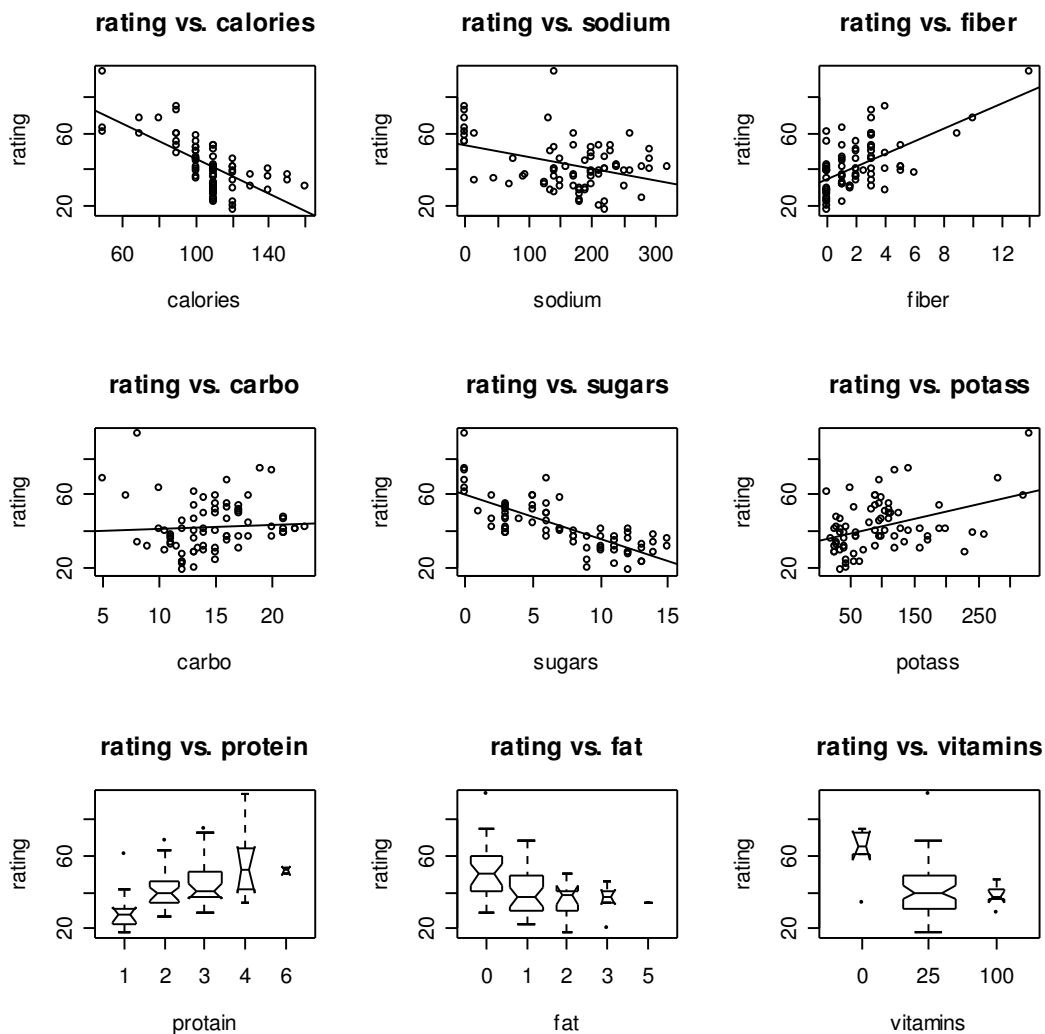 rating vs. calories
rating
60
20
60 100 140
calories
rating vs. sodium
rating
60
20
0 100 200 300
sodium
rating vs. fiber
rating
60
20
0 2 4 6 8 12
fiber
rating vs. carbo
rating
60
20
5 10 15 20
carbo
rating vs. sugars
rating
60
20
0 5 10 15
sugars
rating vs. potass
rating
60
20
50 150 250
potass
rating vs. protein
rating
60
20
1 2 3 4 6
protain
rating vs. fat
rating
60
20
0 1 2 3 5
fat
rating vs. vitamins
rating
60
20
0 25 100
vitamins